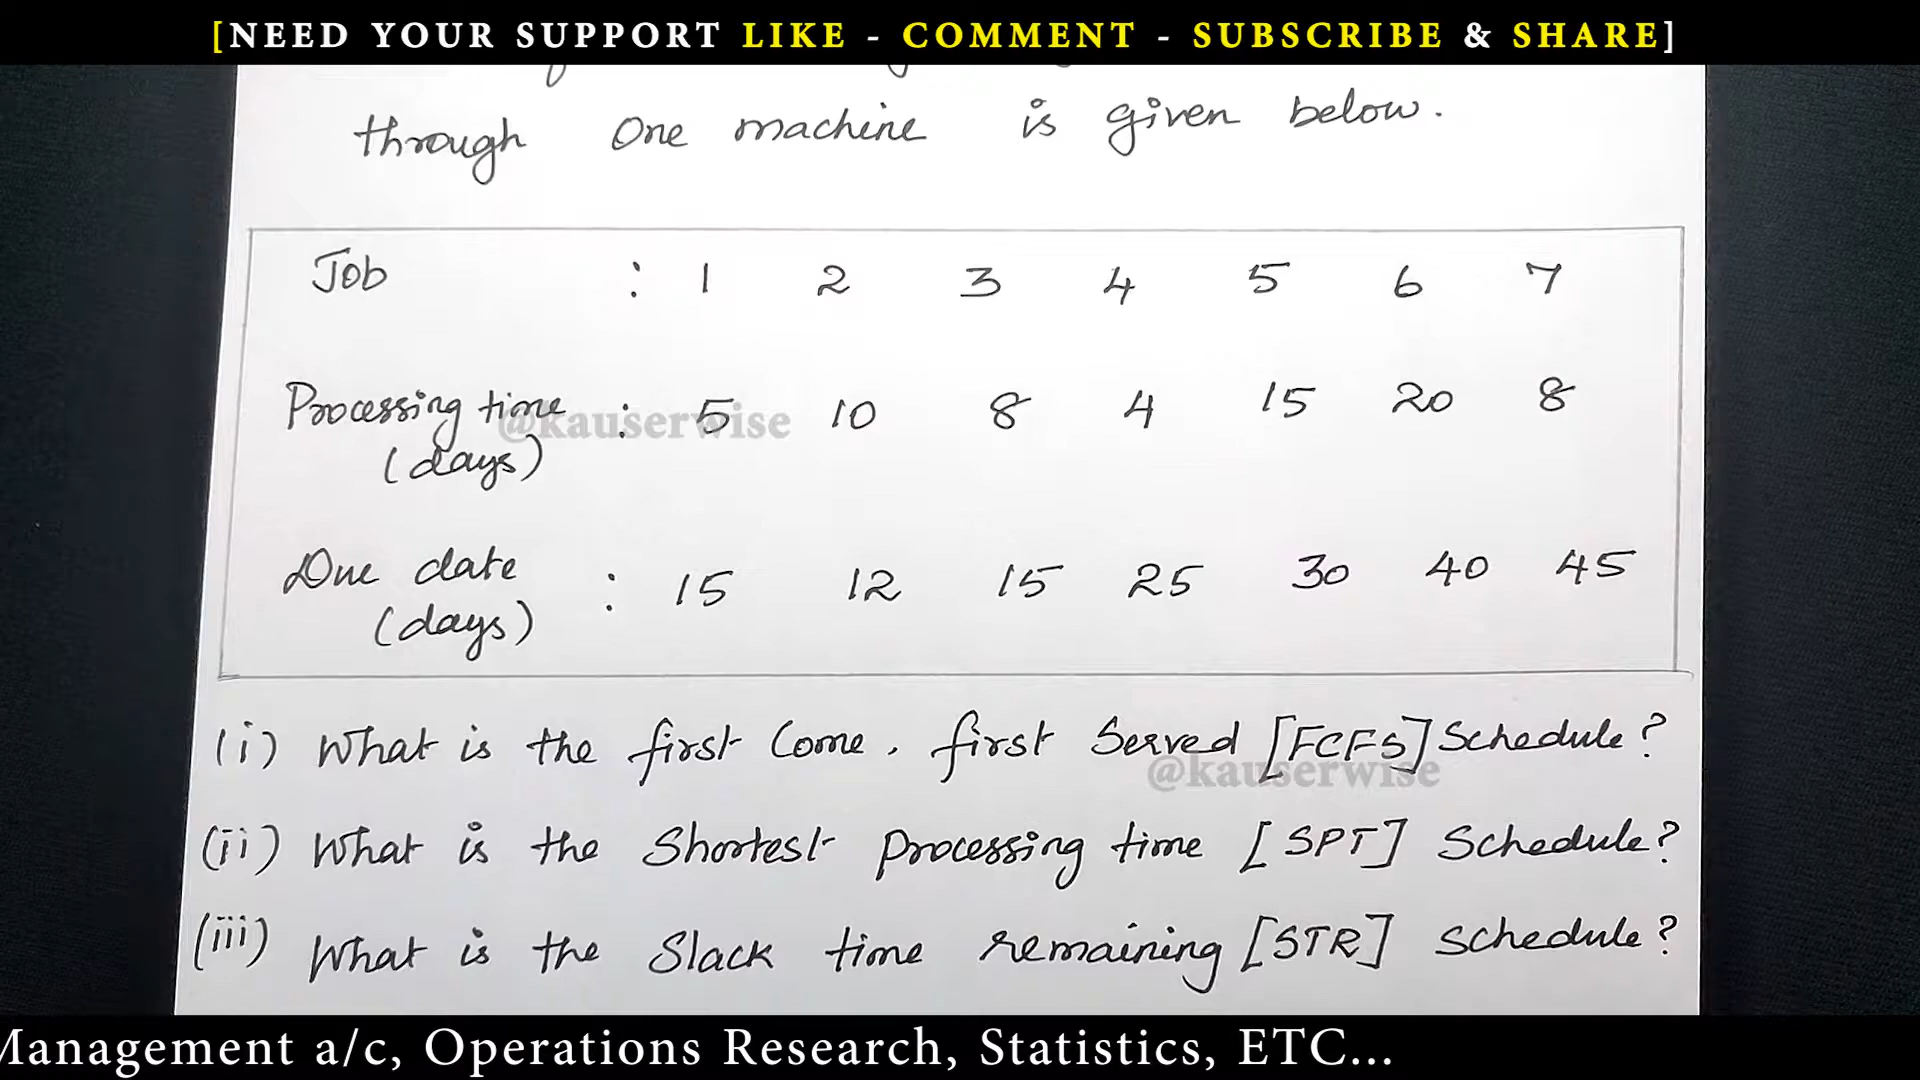 [NEED YOUR SUPPORT LIKE - COMMENT - SUBSCRIBE & SHARE]
through One machine is given below.
Job : 1 2 3 4 5 6 7
Processing time : 5 10 8 4 15 20 8
(days)
@kauserwise
Due date : 15 12 15 25 30 40 45
(days)
(i) What is the first Come, first Served [FCFS] Schedule?
@kauserwise
(ii) What is the Shortest Processing time [SPT] Schedule?
(iii) What is the Slack time remaining [STR] Schedule?
Management a/c, Operations Research, Statistics, ETC...